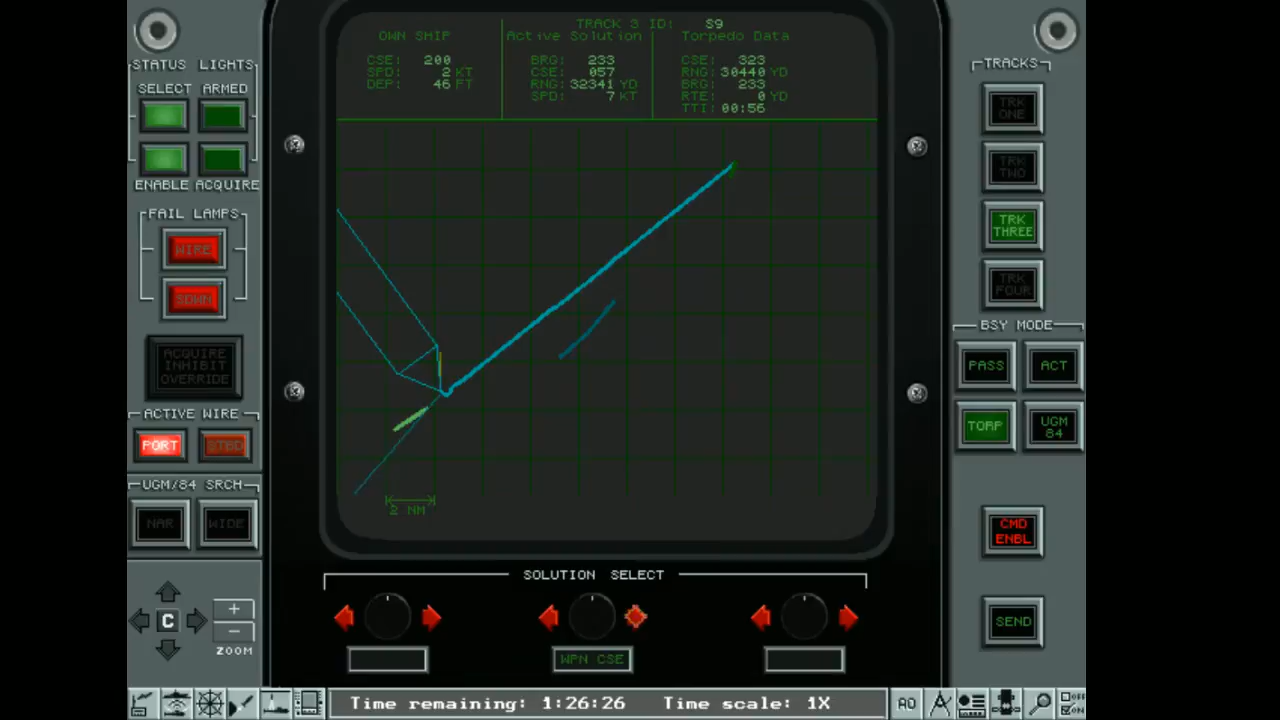 STATUS LIGHTS
SELECT ARMED
ENABLE ACQUIRE
FAIL LAMPS
WIRE
SOWN
ACQUIRE
INHIBIT
OVERRIDE
ACTIVE WIRE
PORT STBD
UGM/84 SRCH
NAR WIDE
C
+
−
ZOOM
TRACK 3 ID: S9
OWN SHIP
CSE: 200
SPD: 2 KT
DEP: 46 FT
Active Solution
BRG: 233
CSE: 057
RNG: 32341 YD
SPD: 7 KT
Torpedo Data
CSE: 323
RNG: 30440 YD
BRG: 233
RTE: 0 YD
TTI: 00:56
2 NM
SOLUTION SELECT
WPN CSE
TRACKS
TRK
ONE
TRK
TWO
TRK
THREE
TRK
FOUR
BSY MODE
PASS ACT
TORP UGM
84
CMD
ENBL
SEND
Time remaining: 1:26:26 Time scale: 1X
AO